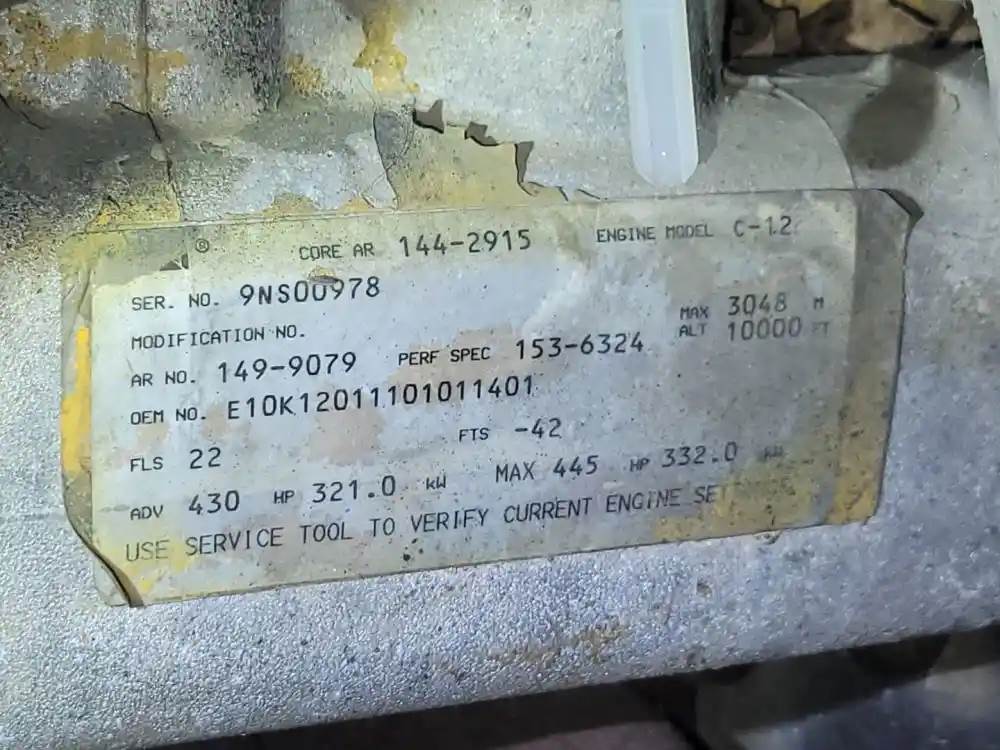 ® CORE AR 144-2915 ENGINE MODEL C-12
SER. NO. 9NS00978
MODIFICATION NO.
AR NO. 149-9079 PERF SPEC 153-6324 MAX ALT 3048 M 10000 FT
OEM NO. E10K12011101011401
FLS 22 FTS -42
ADV 430 HP 321.0 kW MAX 445 HP 332.0 kW
USE SERVICE TOOL TO VERIFY CURRENT ENGINE